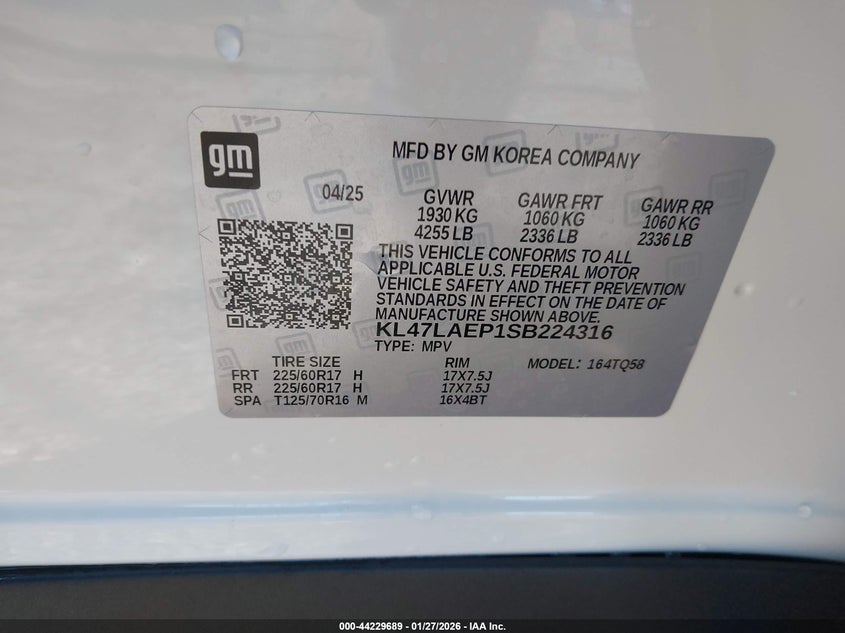 gm
MFD BY GM KOREA COMPANY
04/25
GVWR GAWR FRT GAWR RR
1930 KG 1060 KG 1060 KG
4255 LB 2336 LB 2336 LB
THIS VEHICLE CONFORMS TO ALL
APPLICABLE U.S. FEDERAL MOTOR
VEHICLE SAFETY AND THEFT PREVENTION
STANDARDS IN EFFECT ON THE DATE OF
MANUFACTURE SHOWN ABOVE.
KL47LAEP1SB224316
TYPE: MPV
TIRE SIZE RIM MODEL: 164TQ58
FRT 225/60R17 H 17X7.5J
RR 225/60R17 H 17X7.5J
SPA T125/70R16 M 16X4BT
000-44229689 - 01/27/2026 - IAA Inc.